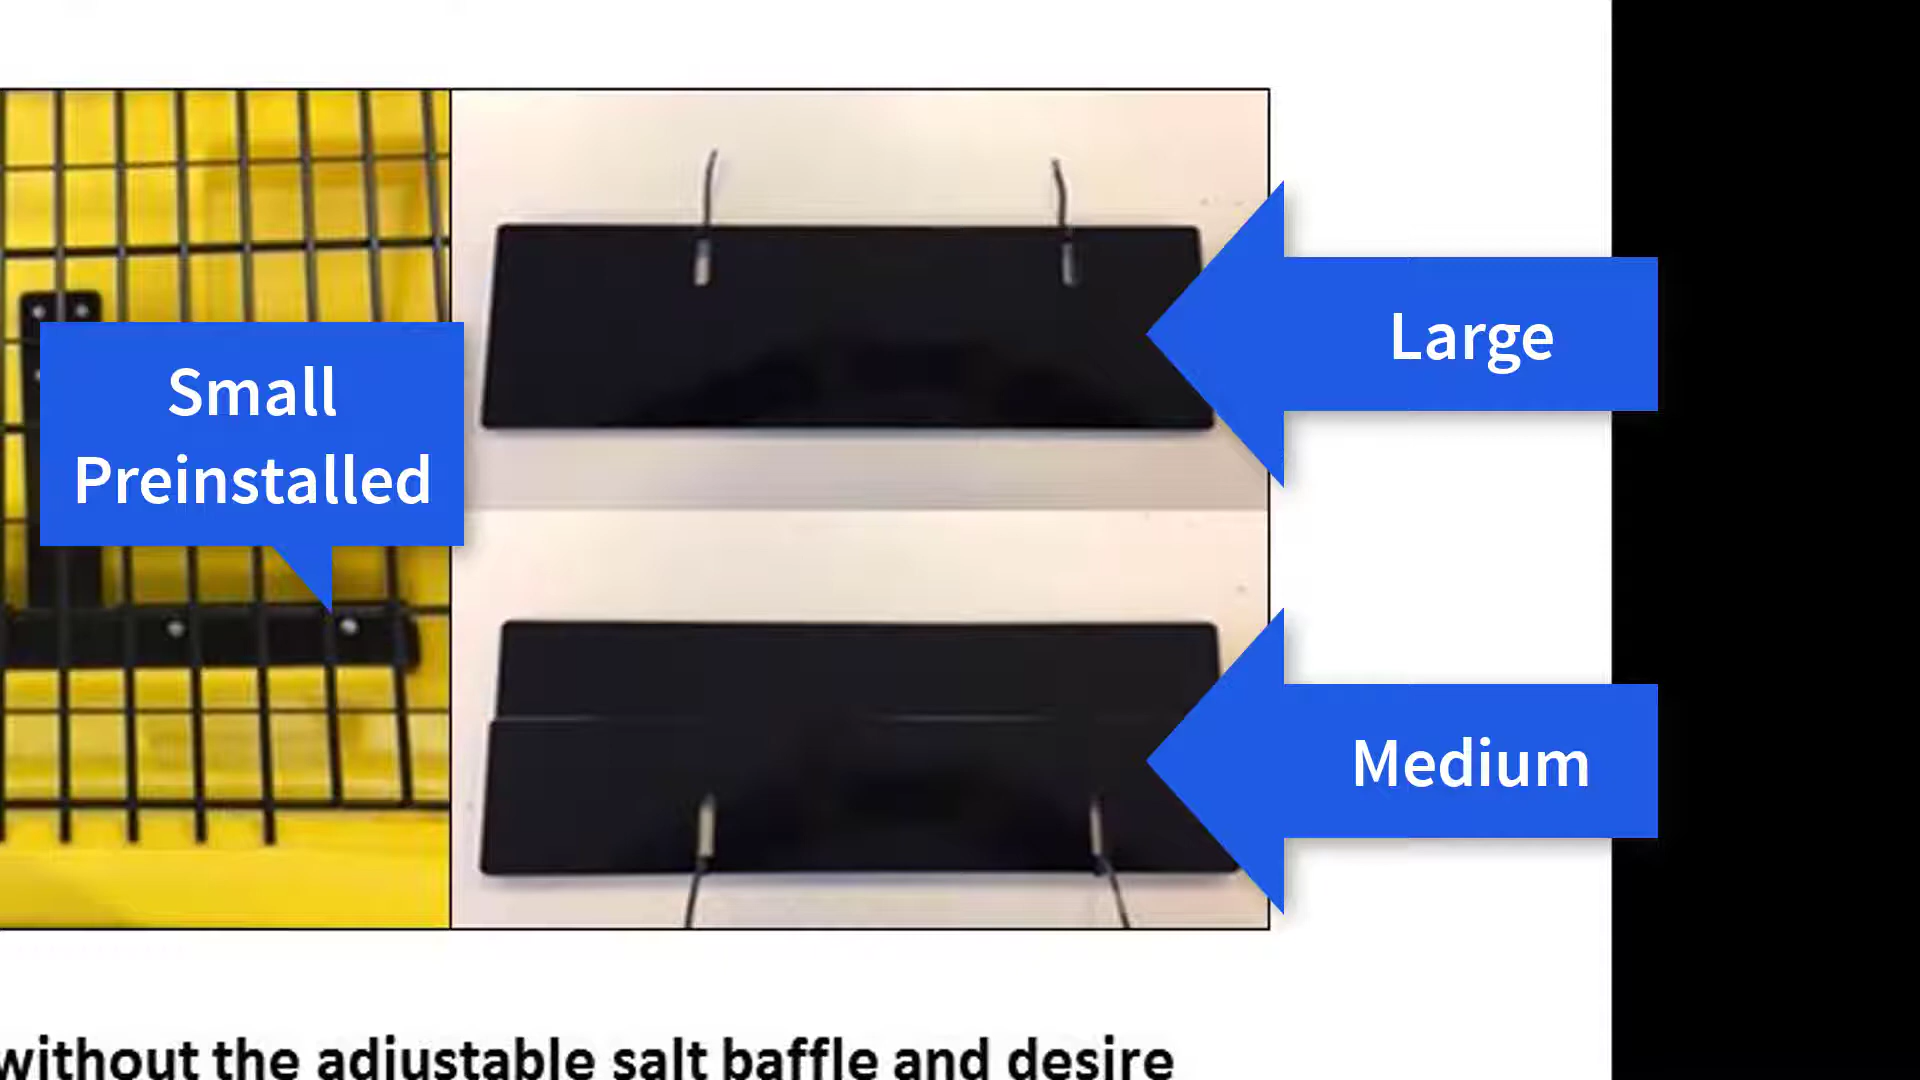 Large
Small
Preinstalled
Medium
without the adjustable salt baffle and desire